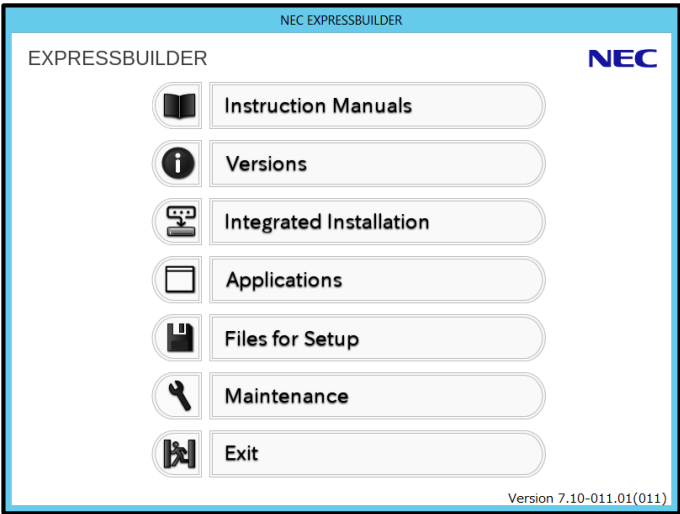 NEC EXPRESSBUILDER
EXPRESSBUILDER
NEC
Instruction Manuals
Versions
Integrated Installation
Applications
Files for Setup
Maintenance
Exit
Version 7.10-011.01(011)